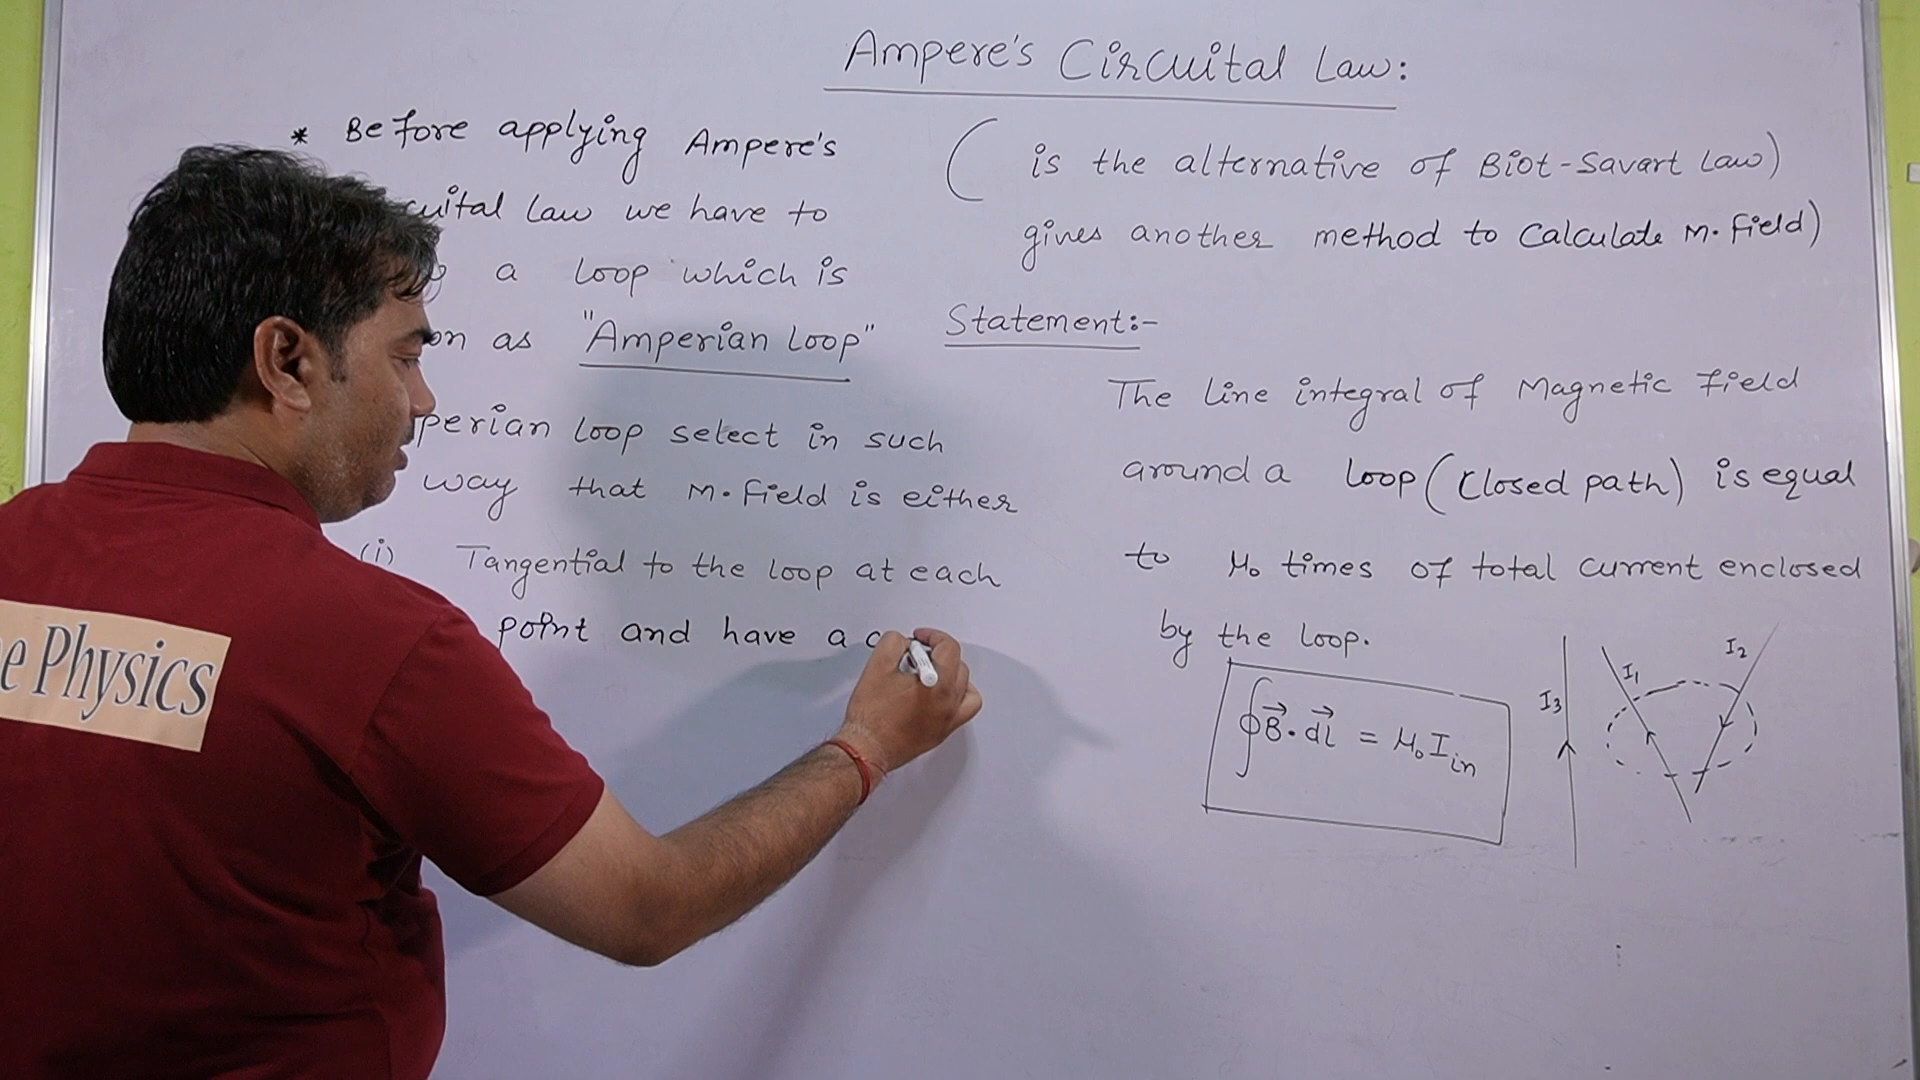 Ampere's Circuital Law:
* Before applying Ampere's
cuital law we have to
a loop which is
on as "Amperian Loop"
perian loop select in such
way that M. Field is either
(i) Tangential to the loop at each
point and have a
(is the alternative of Biot-Savart Law)
gives another method to Calculate M. Field)
Statement:-
The line integral of Magnetic Field
around a loop (Closed path) is equal
to μ₀ times of total current enclosed
by the loop.
∮B⃗·dl⃗ = μ₀I_in
I₃ I₁ I₂
e Physics